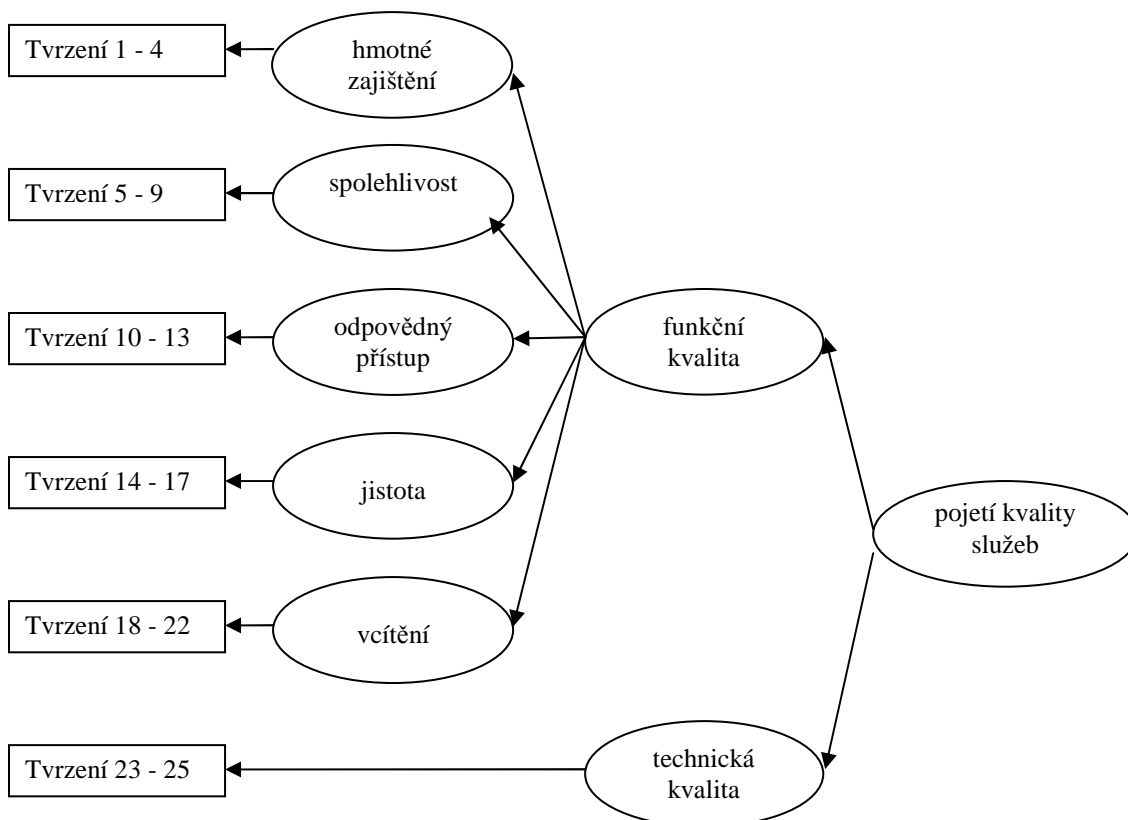 Tvrzení 1 - 4
hmotné
zajištění
Tvrzení 5 - 9
spolehlivost
Tvrzení 10 - 13
odpovědný
přístup
funkční
kvalita
Tvrzení 14 - 17
jistota
pojetí kvality
služeb
Tvrzení 18 - 22
vcítění
Tvrzení 23 - 25
technická
kvalita